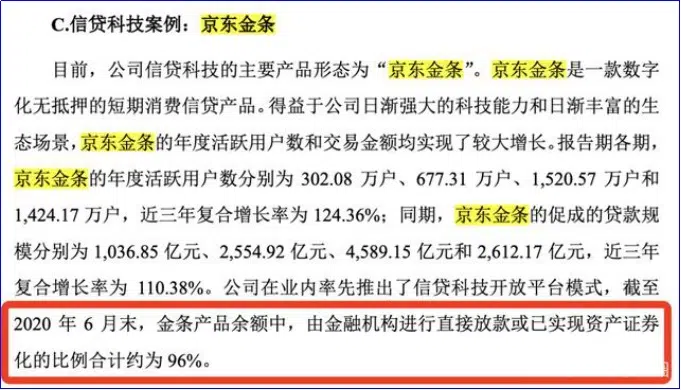 C.信贷科技案例：京东金条
目前，公司信贷科技的主要产品形态为“京东金条”。京东金条是一款数字
化无抵押的短期消费信贷产品。得益于公司日渐强大的科技能力和日渐丰富的生
态场景，京东金条的年度活跃用户数和交易金额均实现了较大增长。报告期各期，
京东金条的年度活跃用户数分别为 302.08 万户、677.31 万户、1,520.57 万户和
1,424.17 万户，近三年复合增长率为 124.36%；同期，京东金条的促成的贷款规
模分别为 1,036.85 亿元、2,554.92 亿元、4,589.15 亿元和 2,612.17 亿元，近三年
复合增长率为 110.38%。公司在业内率先推出了信贷科技开放平台模式，截至
2020 年 6 月末，金条产品余额中，由金融机构进行直接放款或已实现资产证券
化的比例合计约为 96%。